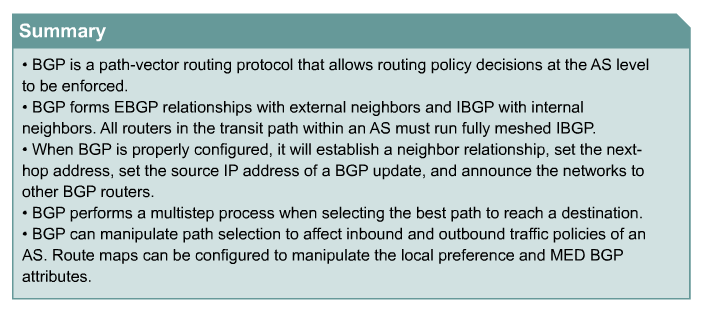 Summary
• BGP is a path-vector routing protocol that allows routing policy decisions at the AS level
to be enforced.
• BGP forms EBGP relationships with external neighbors and IBGP with internal
neighbors. All routers in the transit path within an AS must run fully meshed IBGP.
• When BGP is properly configured, it will establish a neighbor relationship, set the next-
hop address, set the source IP address of a BGP update, and announce the networks to
other BGP routers.
• BGP performs a multistep process when selecting the best path to reach a destination.
• BGP can manipulate path selection to affect inbound and outbound traffic policies of an
AS. Route maps can be configured to manipulate the local preference and MED BGP
attributes.